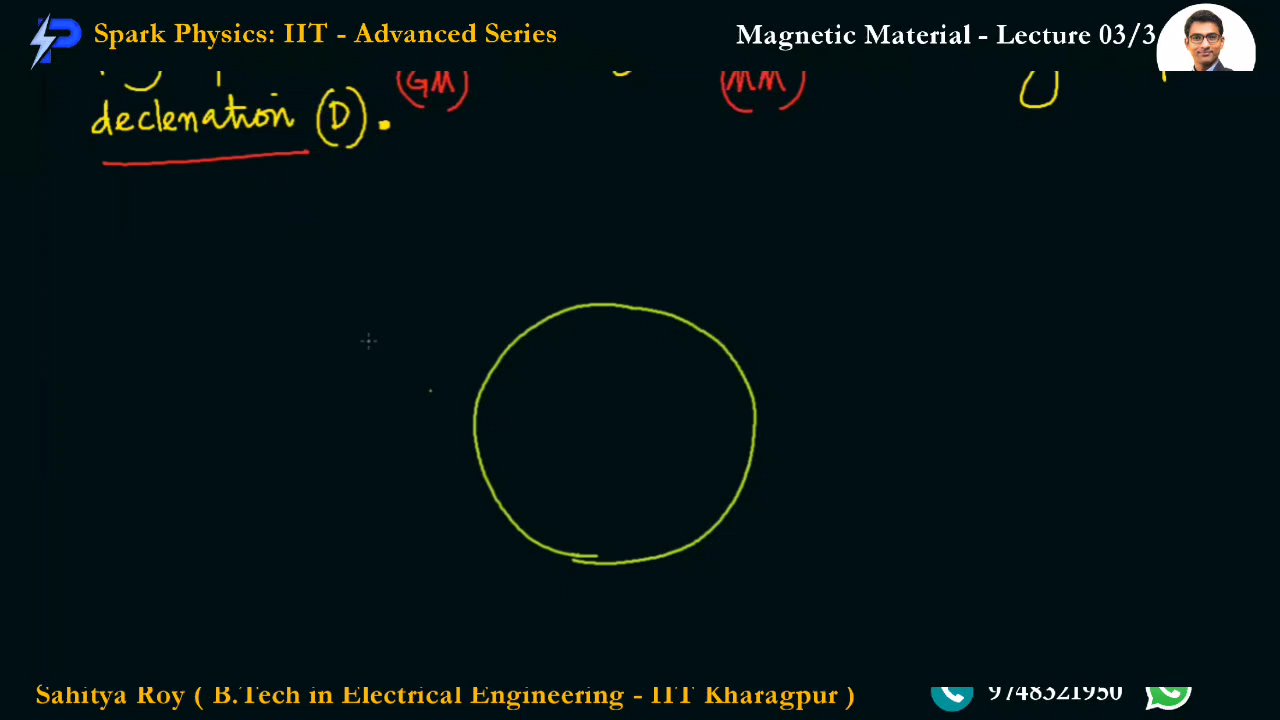 Spark Physics: IIT - Advanced Series
Magnetic Material - Lecture 03/3
(GM) (MM)
declenation (D).
Sahitya Roy ( B.Tech in Electrical Engineering - IIT Kharagpur )
9748321950